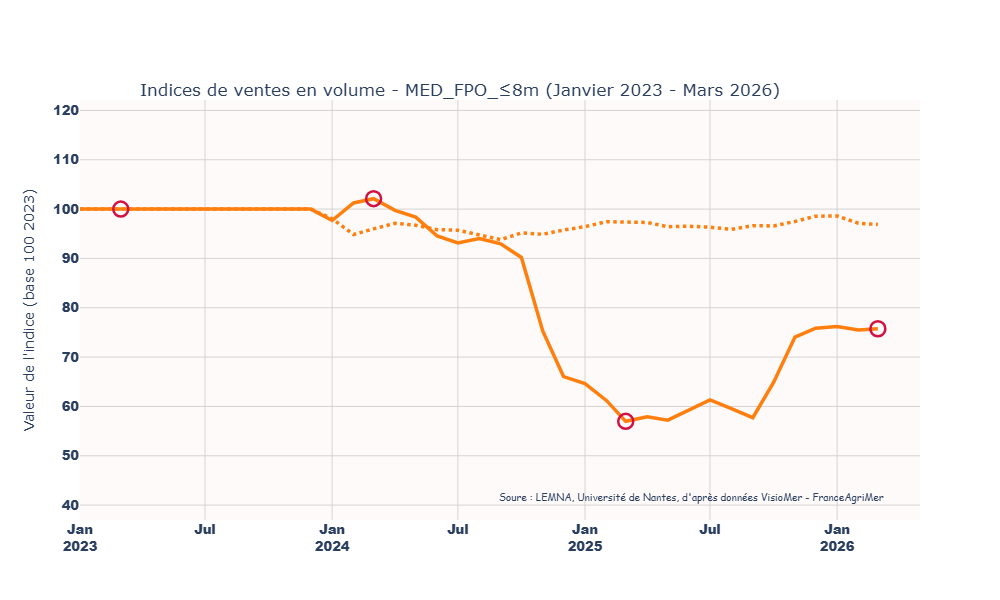 Indices de ventes en volume - MED_FPO_≤8m (Janvier 2023 - Mars 2026)
Valeur de l'indice (base 100 2023)
120
110
100
90
80
70
60
50
40
Soure : LEMNA, Université de Nantes, d'après données VisioMer - FranceAgriMer
Jan
2023
Jul
Jan
2024
Jul
Jan
2025
Jul
Jan
2026